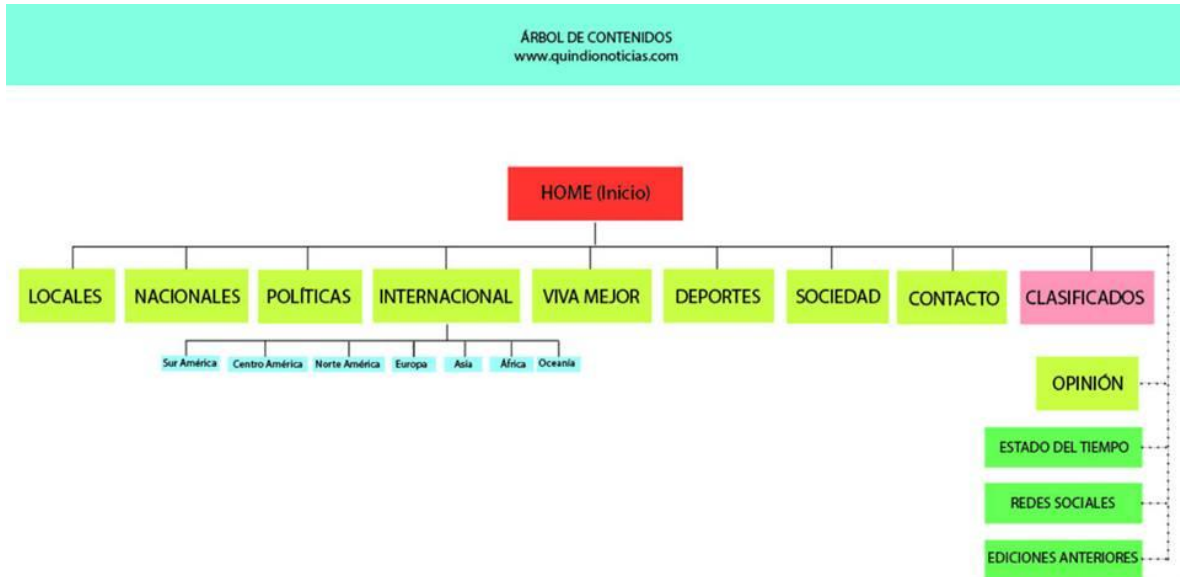 ÁRBOL DE CONTENIDOS
www.quindionoticias.com
HOME (Inicio)
LOCALES
NACIONALES
POLÍTICAS
INTERNACIONAL
VIVA MEJOR
DEPORTES
SOCIEDAD
CONTACTO
CLASIFICADOS
Sur América
Centro América
Norte América
Europa
Asía
África
Oceanía
OPINIÓN
ESTADO DEL TIEMPO
REDES SOCIALES
EDICIONES ANTERIORES